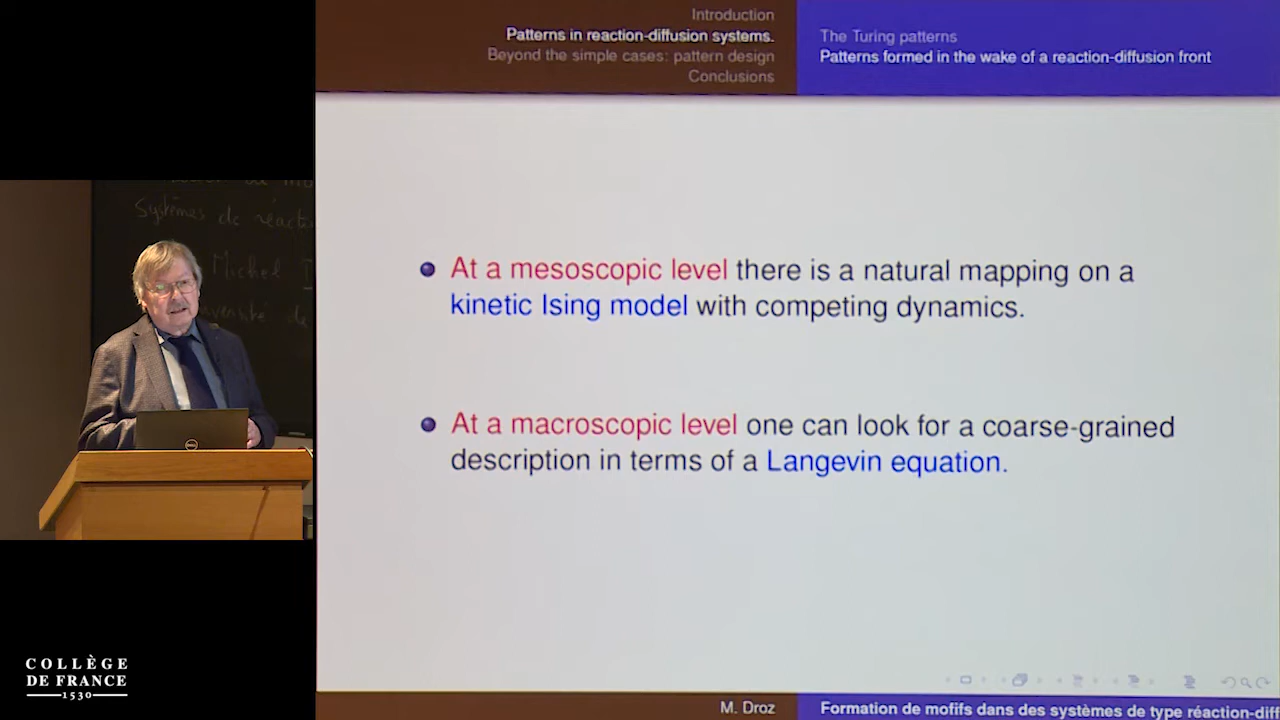 Introduction
Patterns in reaction-diffusion systems.
Beyond the simple cases: pattern design
Conclusions
The Turing patterns
Patterns formed in the wake of a reaction-diffusion front
Systèmes de réacti
Michel
At a mesoscopic level there is a natural mapping on a
kinetic Ising model with competing dynamics.
At a macroscopic level one can look for a coarse-grained
description in terms of a Langevin equation.
DELL
COLLÈGE
DE FRANCE
1530
M. Droz
Formation de mofifs dans des systèmes de type réaction-diff